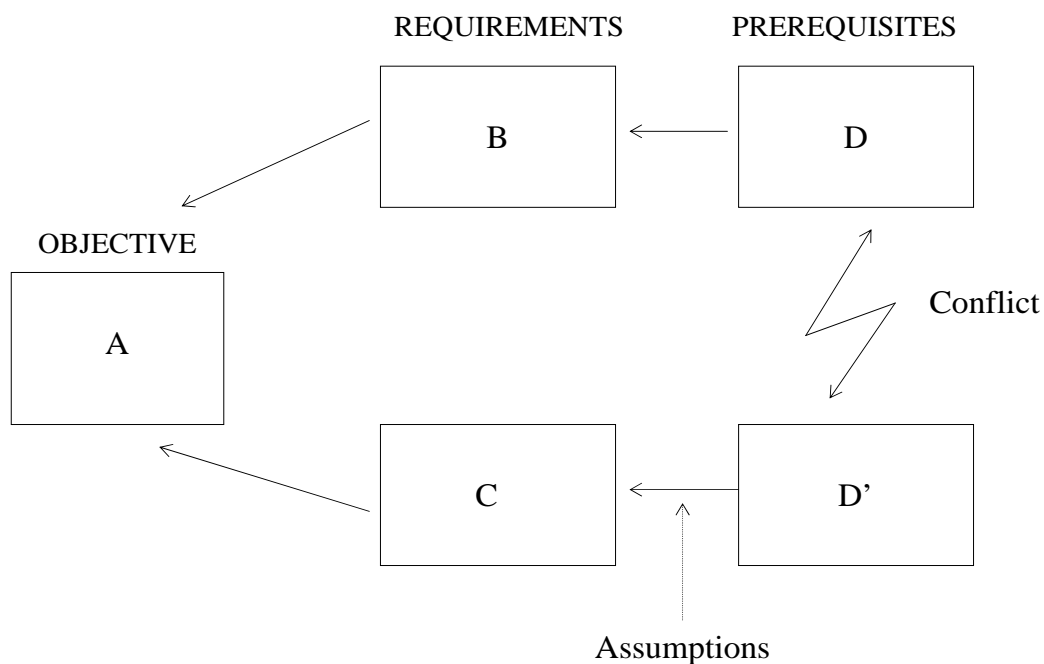 REQUIREMENTS PREREQUISITES
B D
OBJECTIVE
Conflict
A
C D’
Assumptions